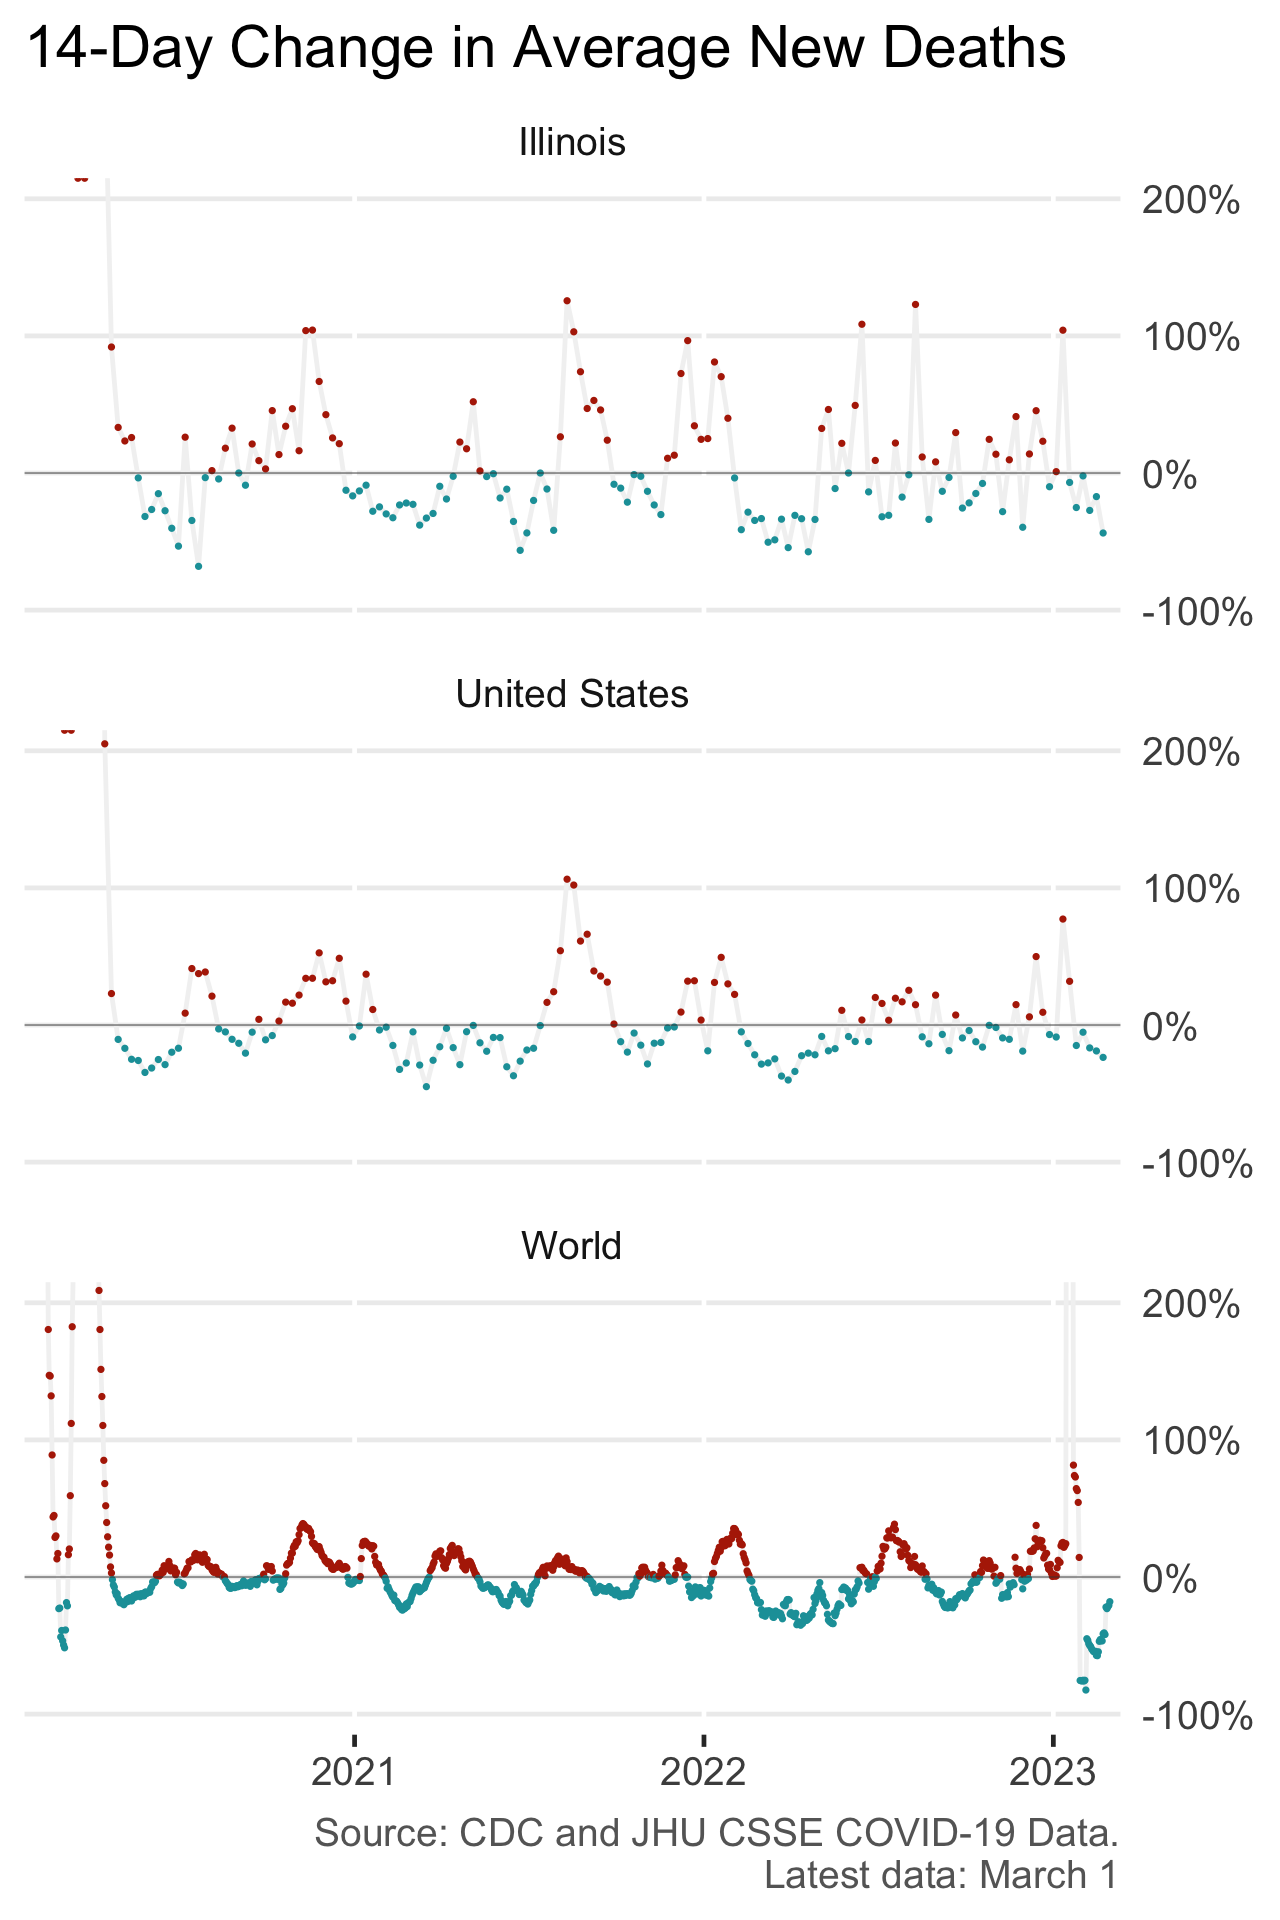 14-Day Change in Average New Deaths
Illinois
200%
100%
0%
-100%
United States
200%
100%
0%
-100%
World
200%
100%
0%
-100%
2021 2022 2023
Source: CDC and JHU CSSE COVID-19 Data.
Latest data: March 1